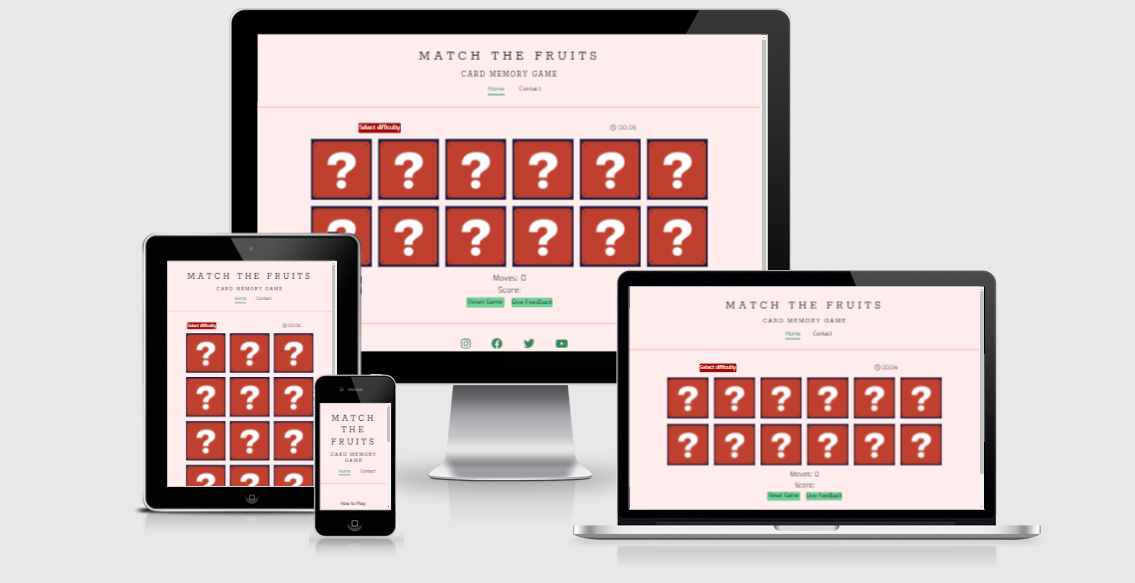 MATCH THE FRUITS
CARD MEMORY GAME
Home Contact
Select difficulty 00:06
? ? ? ? ? ?
? ? ? ? ? ?
Moves: 0
Score:
Reset Game Give Feedback
MATCH THE FRUITS
CARD MEMORY GAME
Home Contact
Select difficulty
? ? ?
? ? ?
? ? ?
? ? ?
MATCH
THE
FRUITS
CARD MEMORY
GAME
Home Contact
How to Play:
MATCH THE FRUITS
CARD MEMORY GAME
Home Contact
Select difficulty 00:04
? ? ? ? ? ?
? ? ? ? ? ?
Moves: 0
Score:
Reset Game Give Feedback